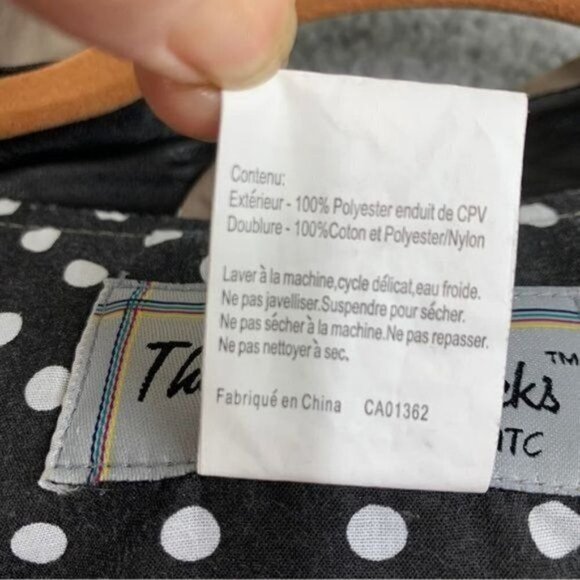 Contenu:
Extérieur - 100% Polyester enduit de CPV
Doublure - 100%Coton et Polyester/Nylon
Laver à la machine,cycle délicat,eau froide.
Ne pas javelliser.Suspendre pour sécher.
Ne pas sécher à la machine.Ne pas repasser.
Ne pas nettoyer à sec.
Fabriqué en China CA01362
TM